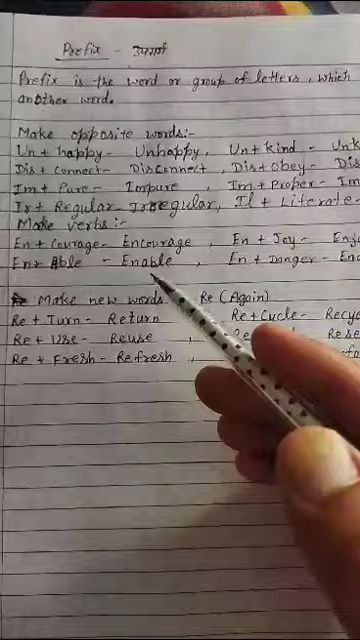 Prefix - उपसर्ग
Prefix is the word or group of letters, which
another word.
Make opposite words:-
Un + happy - Unhappy, Un + kind - Unk
Dis + connect - Disconnect, Dis + obey - Dis
Im + Pure - Impure, Im + Proper - Im
Ir + Regular - Irregular, Il + Literate -
Make verbs:-
En + Courage - Encourage, En + Joy - Enj
En + Able - Enable, En + Danger - En
Make new words Re (Again)
Re + Turn - Return Re + Cycle - Recyc
Re + Use - Reuse, Rese
Re + Fresh - Refresh,